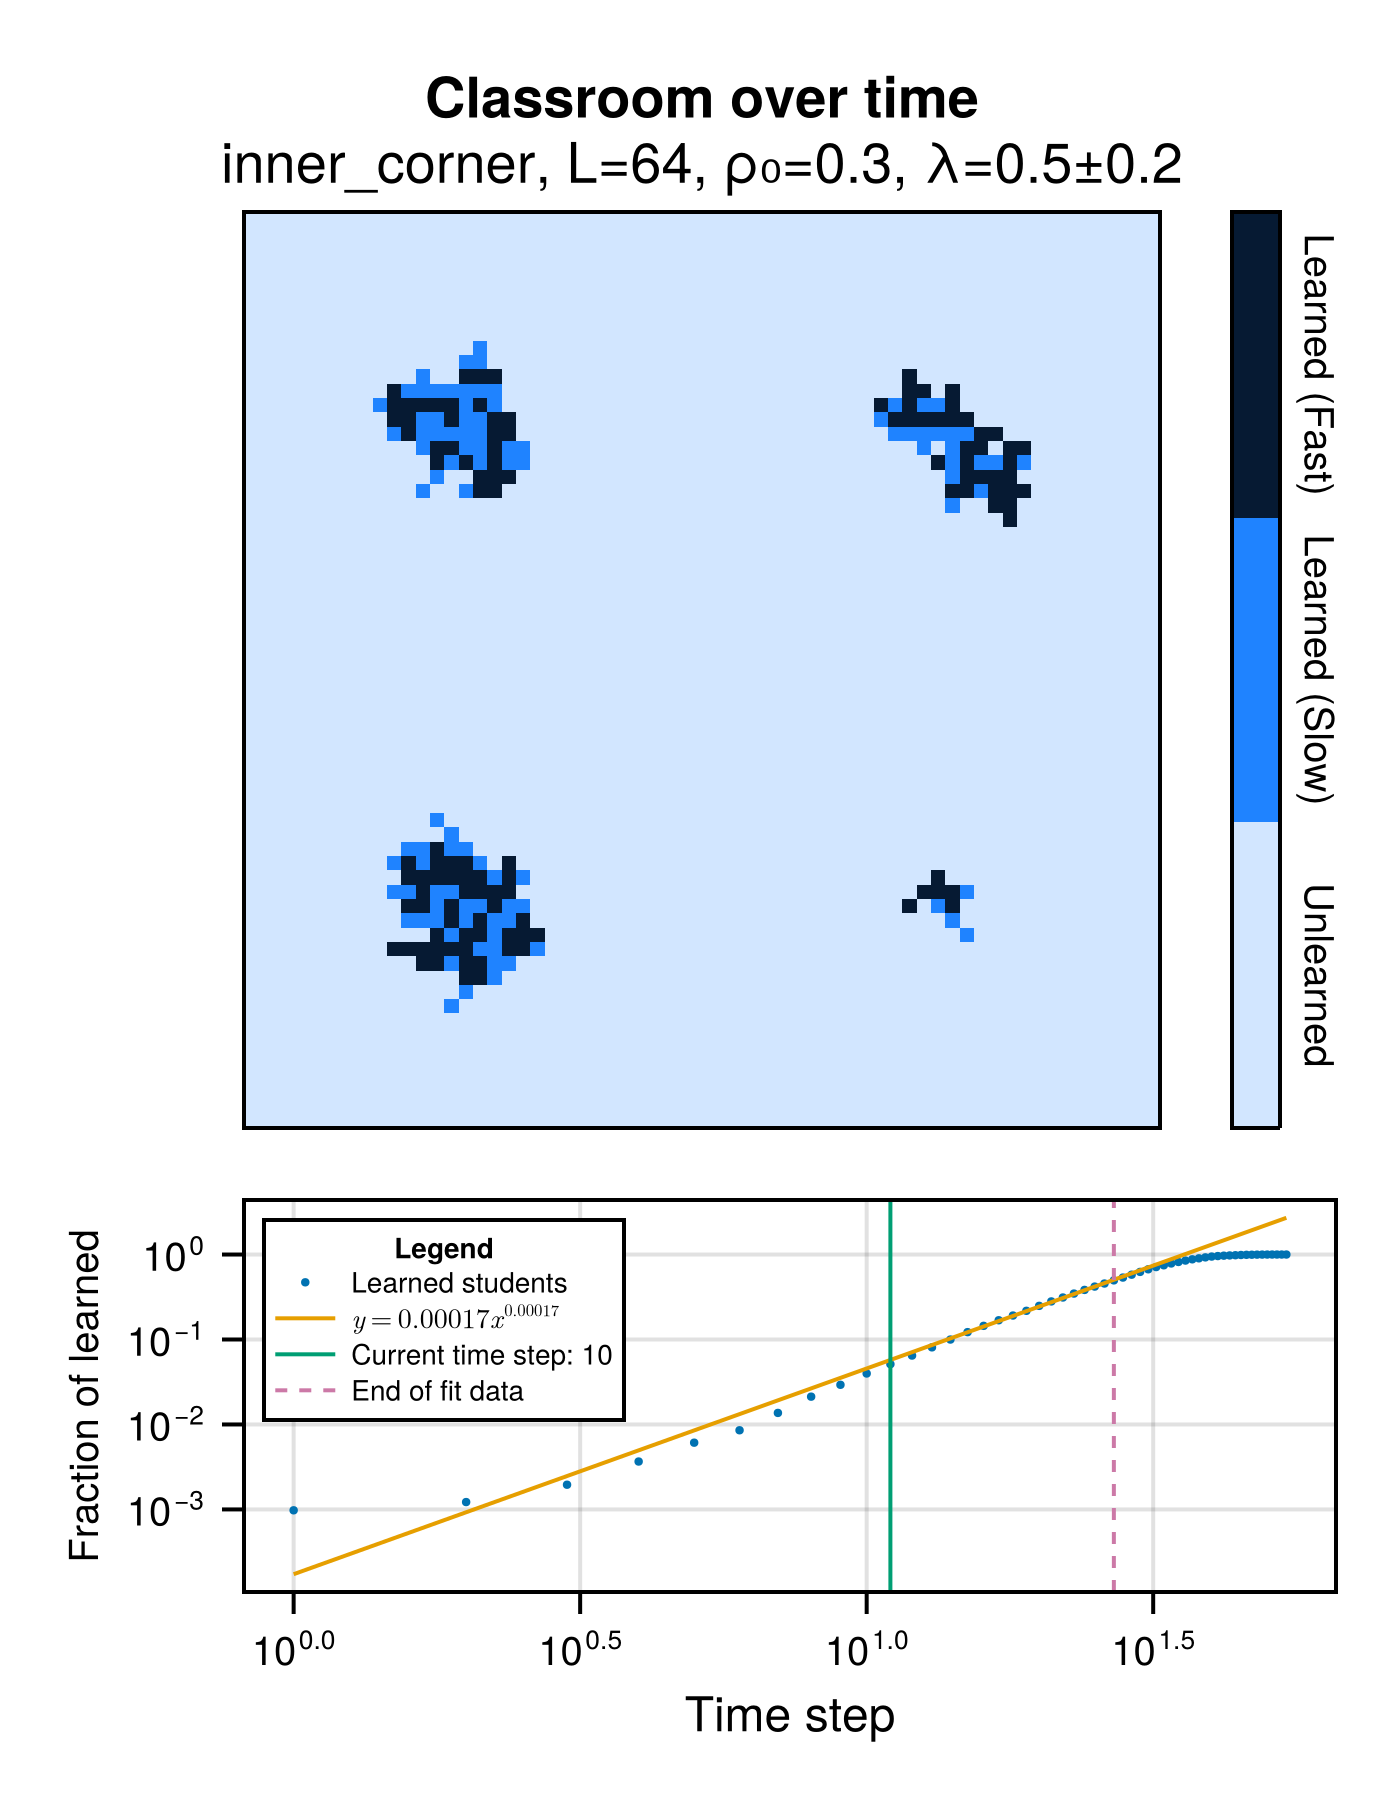 Classroom over time
inner_corner, L=64, ρ₀=0.3, λ=0.5±0.2
Learned (Fast)
Learned (Slow)
Unlearned
Fraction of learned
10⁰
10⁻¹
10⁻²
10⁻³
Legend
Learned students
y = 0.00017x^0.00017
Current time step: 10
End of fit data
10^0.0
10^0.5
10^1.0
10^1.5
Time step